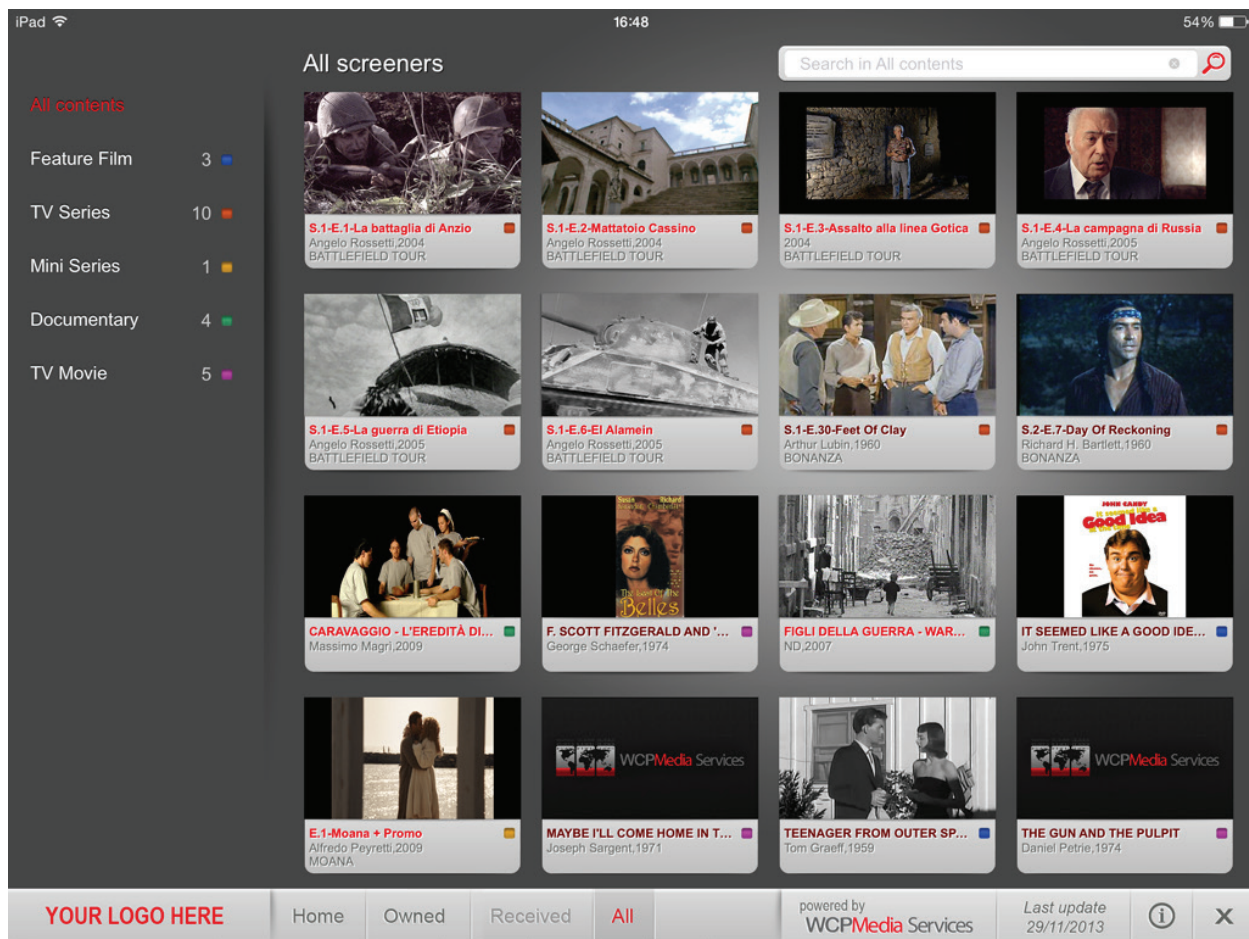 iPad
16:48
54%
All screeners
Search in All contents
All contents
Feature Film 3
TV Series 10
Mini Series 1
Documentary 4
TV Movie 5
S.1-E.1-La battaglia di Anzio
Angelo Rossetti,2004
BATTLEFIELD TOUR
S.1-E.2-Mattatoio Cassino
Angelo Rossetti,2004
BATTLEFIELD TOUR
S.1-E.3-Assalto alla linea Gotica
2004
BATTLEFIELD TOUR
S.1-E.4-La campagna di Russia
Angelo Rossetti,2005
BATTLEFIELD TOUR
S.1-E.5-La guerra di Etiopia
Angelo Rossetti,2005
BATTLEFIELD TOUR
S.1-E.6-El Alamein
Angelo Rossetti,2005
BATTLEFIELD TOUR
S.1-E.30-Feet Of Clay
Arthur Lubin,1960
BONANZA
S.2-E.7-Day Of Reckoning
Richard H. Bartlett,1960
BONANZA
CARAVAGGIO - L'EREDITÀ DI...
Massimo Magrì,2009
Susan Richard
The Last Of The
Belles
F. SCOTT FITZGERALD AND '...
George Schaefer,1974
FIGLI DELLA GUERRA - WAR...
ND,2007
JOHN CANDY
it seemed like a
Good Idea
IT SEEMED LIKE A GOOD IDE...
John Trent,1975
E.1-Moana + Promo
Alfredo Peyretti,2009
MOANA
WCPMedia Services
MAYBE I'LL COME HOME IN T...
Joseph Sargent,1971
TEENAGER FROM OUTER SP...
Tom Graeff,1959
WCPMedia Services
THE GUN AND THE PULPIT
Daniel Petrie,1974
YOUR LOGO HERE
Home
Owned
Received
All
powered by
WCPMedia Services
Last update
29/11/2013